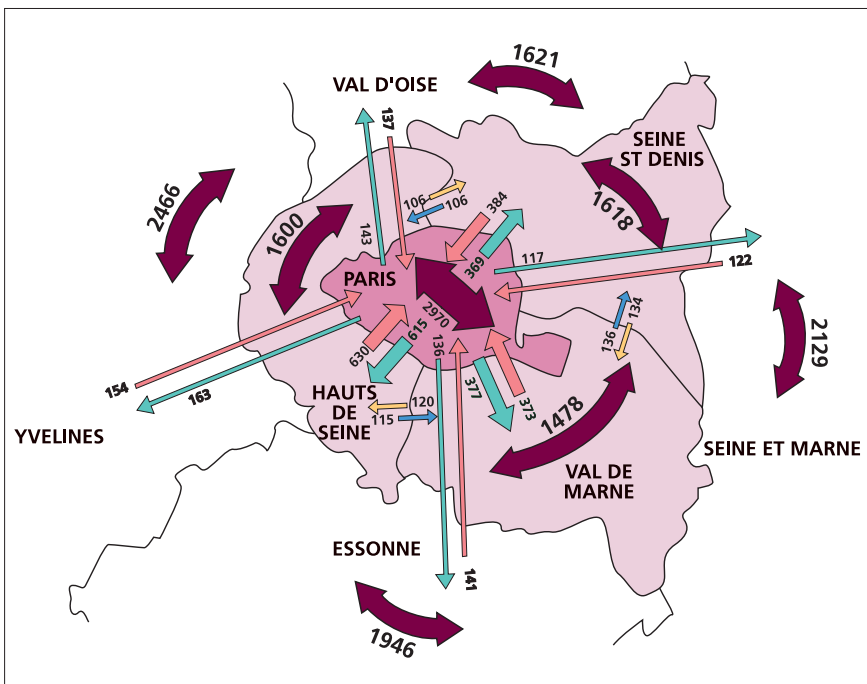 1621
VAL D'OISE
137
SEINE
ST DENIS
2466
106
106
384
1618
1600
143
369
117
122
PARIS
2970
615
630
136
134
136
2129
154
163
377
373
HAUTS
DE
SEINE
120
115
1478
YVELINES
SEINE ET MARNE
VAL DE
MARNE
ESSONNE
141
1946